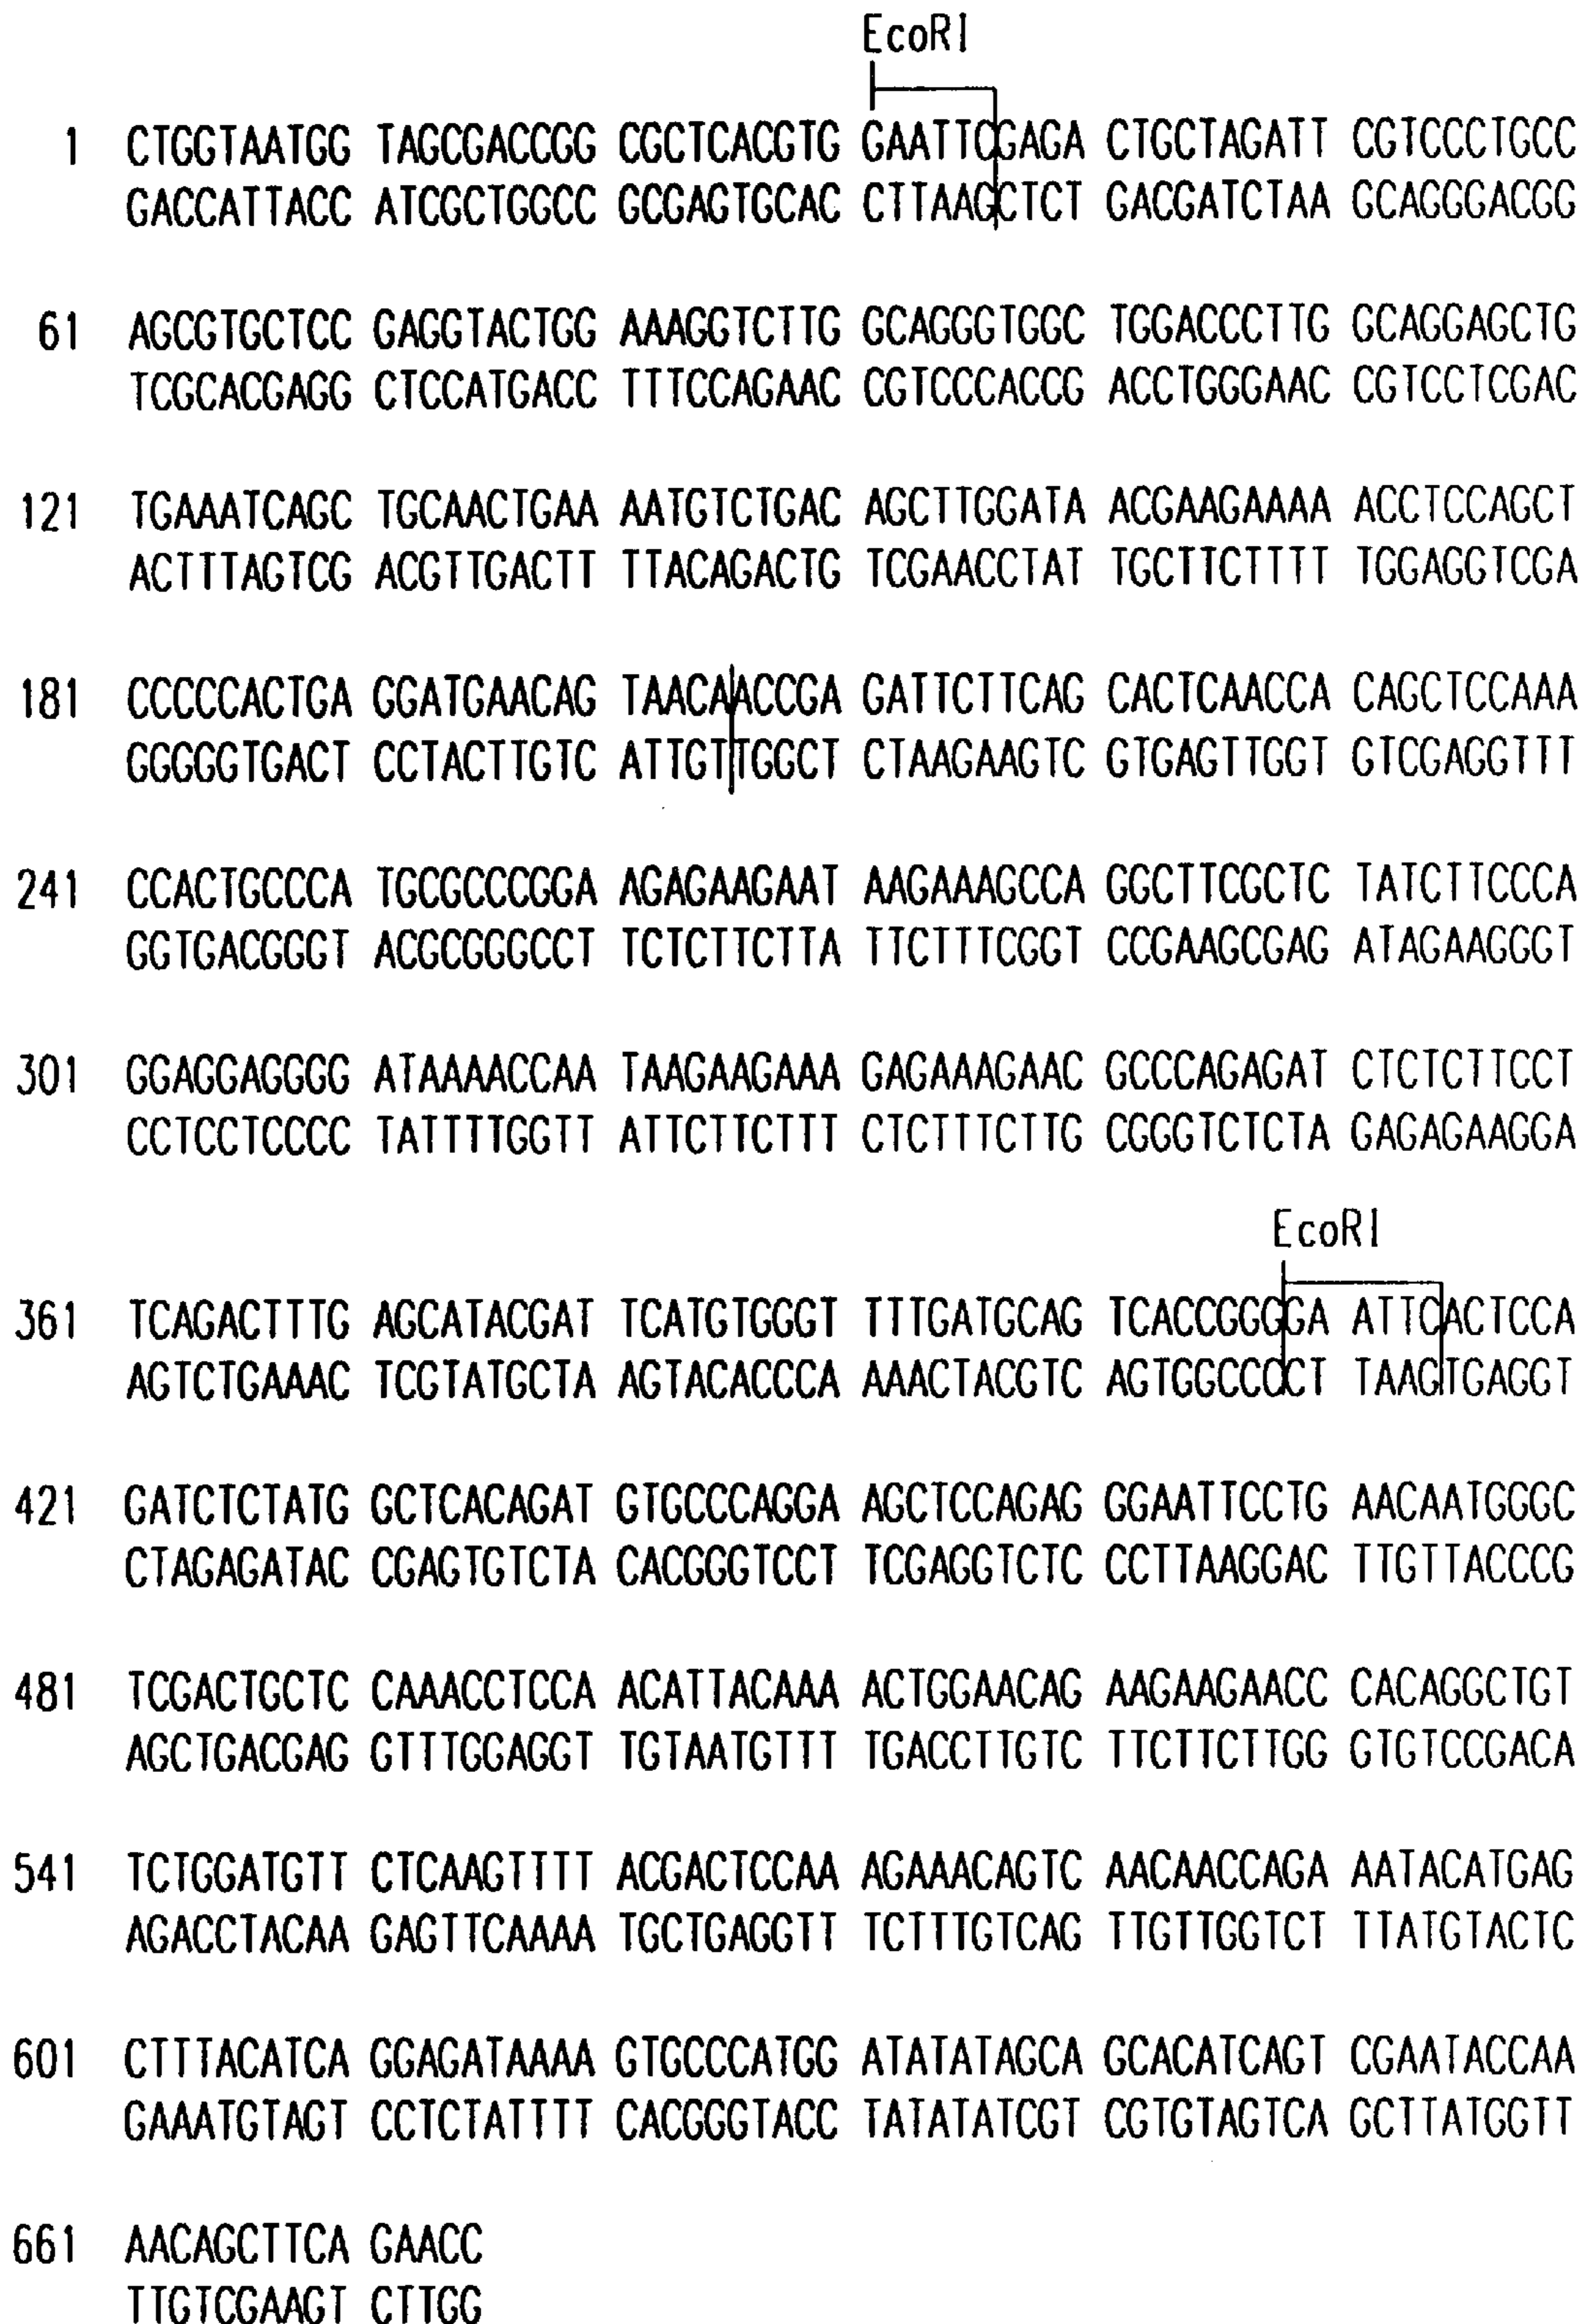 EcoRI
1 CTGGTAATGG TAGCGACCGG CGCTCACGTG GAATTCGAGA CTGCTAGATT CGTCCCTGCC
GACCATTACC ATCGCTGGCC GCGAGTGCAC CTTAAGCTCT GACGATCTAA GCAGGGACGG
61 AGCGTGCTCC GAGGTACTGG AAAGGTCTTG GCAGGGTGGC TGGACCCTTG GCAGGAGCTG
TCGCACGAGG CTCCATGACC TTTCCAGAAC CGTCCCACCG ACCTGGGAAC CGTCCTCGAC
121 TGAAATCAGC TGCAACTGAA AATGTCTGAC AGCTTGGATA ACGAAGAAAA ACCTCCAGCT
ACTTTAGTCG ACGTTGACTT TTACAGACTG TCGAACCTAT TGCTTCTTTT TGGAGGTCGA
181 CCCCCACTGA GGATGAACAG TAACAACCGA GATTCTTCAG CACTCAACCA CAGCTCCAAA
GGGGGTGACT CCTACTTGTC ATTGTTGGCT CTAAGAAGTC GTGAGTTGGT GTCGAGGTTT
241 CCACTGCCCA TGCGCCCGGA AGAGAAGAAT AAGAAAGCCA GGCTTCGCTC TATCTTCCCA
GGTGACGGGT ACGCGGGCCT TCTCTTCTTA TTCTTTCGGT CCGAAGCGAG ATAGAAGGGT
301 GGAGGAGGGG ATAAAACCAA TAAGAAGAAA GAGAAAGAAC GCCCAGAGAT CTCTCTTCCT
CCTCCTCCCC TATTTTGGTT ATTCTTCTTT CTCTTTCTTG CGGGTCTCTA GAGAGAAGGA
EcoRI
361 TCAGACTTTG AGCATACGAT TCATGTGGGT TTTGATGCAG TCACCGGGGA ATTCACTCCA
AGTCTGAAAC TCGTATGCTA AGTACACCCA AAACTACGTC AGTGGCCCCT TAAGTGAGGT
421 GATCTCTATG GCTCACAGAT GTGCCCAGGA AGCTCCAGAG GGAATTCCTG AACAATGGGC
CTAGAGATAC CGAGTGTCTA CACGGGTCCT TCGAGGTCTC CCTTAAGGAC TTGTTACCCG
481 TCGACTGCTC CAAACCTCCA ACATTACAAA ACTGGAACAG AAGAAGAACC CACAGGCTGT
AGCTGACGAG GTTTGGAGGT TGTAATGTTT TGACCTTGTC TTCTTCTTGG GTGTCCGACA
541 TCTGGATGTT CTCAAGTTTT ACGACTCCAA AGAAACAGTC AACAACCAGA AATACATGAG
AGACCTACAA GAGTTCAAAA TGCTGAGGTT TCTTTGTCAG TTGTTGGTCT TTATGTACTC
601 CTTTACATCA GGAGATAAAA GTGCCCATGG ATATATAGCA GCACATCAGT CGAATACCAA
GAAATGTAGT CCTCTATTTT CACGGGTACC TATATATCGT CGTGTAGTCA GCTTATGGTT
661 AACAGCTTCA GAACC
TTGTCGAAGT CTTGG